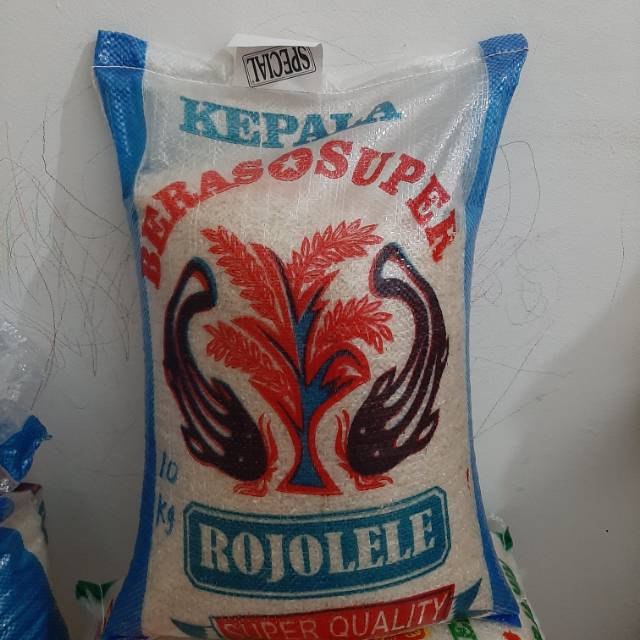 SPECIAL
KEPALA
BERAS SUPER
10
Kg
ROJOLELE
SUPER QUALITY